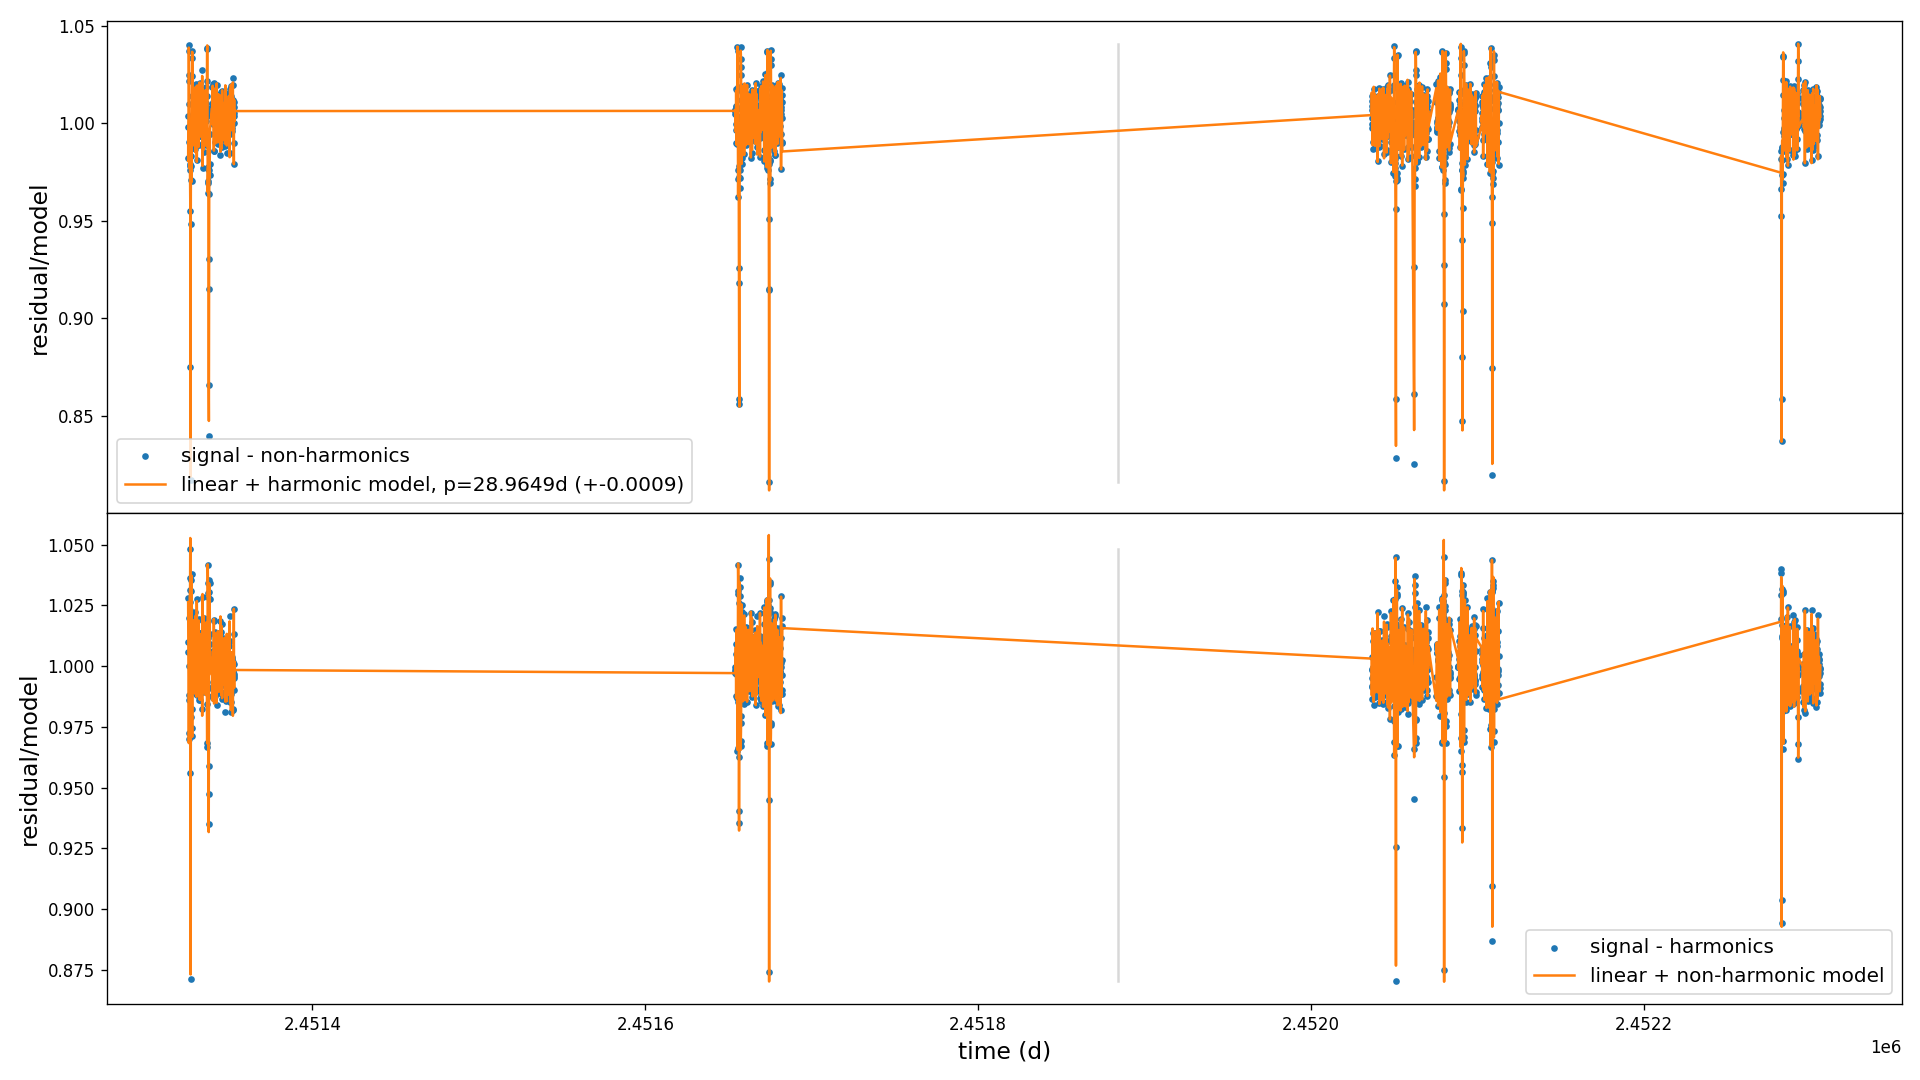 1.05
1.00
0.95
0.90
0.85
residual/model
signal - non-harmonics
linear + harmonic model, p=28.9649d (+-0.0009)
1.050
1.025
1.000
0.975
0.950
0.925
0.900
0.875
residual/model
signal - harmonics
linear + non-harmonic model
2.4514
2.4516
2.4518
2.4520
2.4522
1e6
time (d)